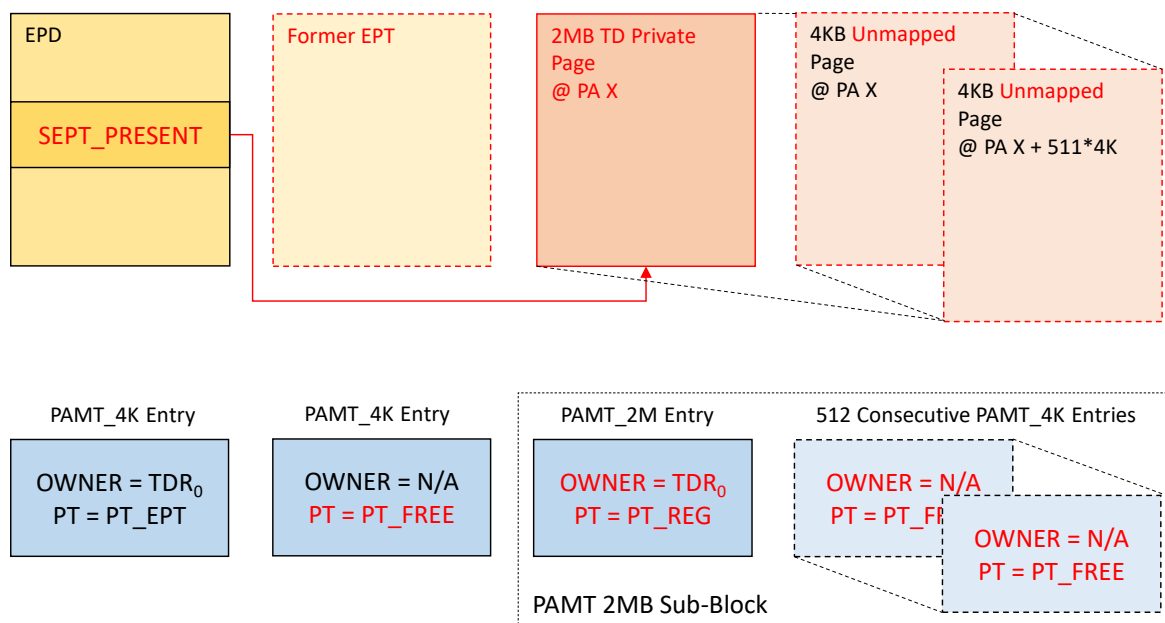 EPD
SEPT_PRESENT
Former EPT
2MB TD Private
Page
@ PA X
4KB Unmapped
Page
@ PA X
4KB Unmapped
Page
@ PA X + 511*4K
PAMT_4K Entry
OWNER = TDR₀
PT = PT_EPT
PAMT_4K Entry
OWNER = N/A
PT = PT_FREE
PAMT_2M Entry
OWNER = TDR₀
PT = PT_REG
512 Consecutive PAMT_4K Entries
OWNER = N/A
PT =
OWNER = N/A
PT = PT_FREE
PAMT 2MB Sub-Block